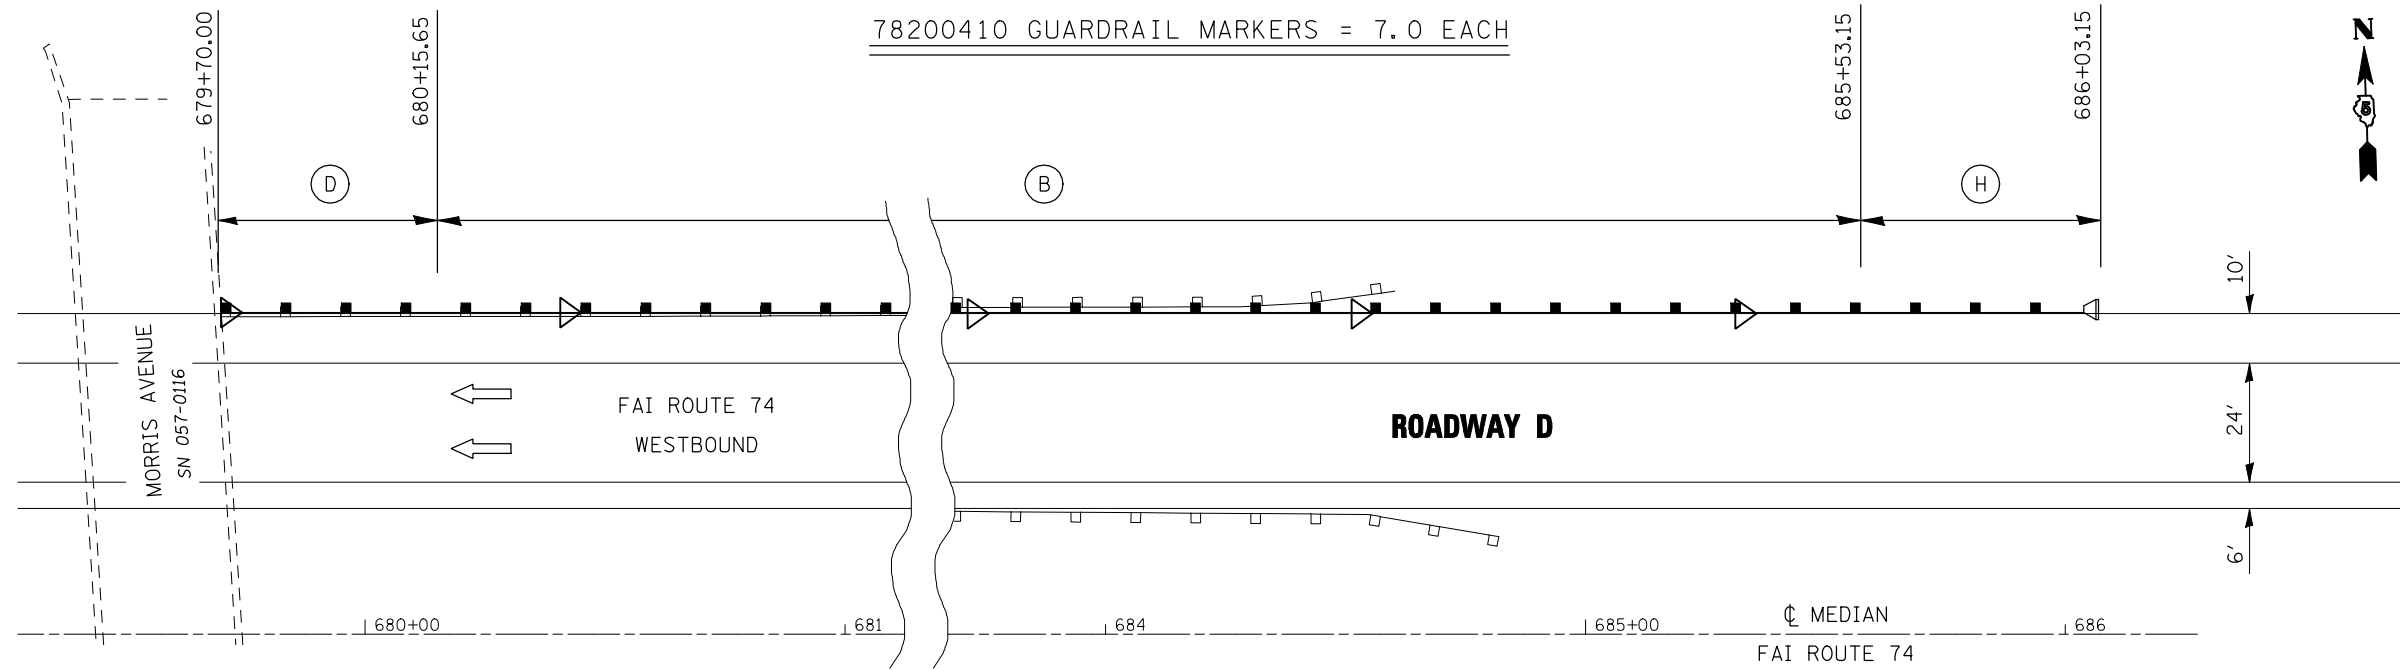 78200410 GUARDRAIL MARKERS = 7.0 EACH
679+70.00
680+15.65
685+53.15
686+03.15
N
5
D
B
H
10'
MORRIS AVENUE
SN 057-0116
FAI ROUTE 74
WESTBOUND
ROADWAY D
24'
6'
680+00
681
684
685+00
686
℄ MEDIAN
FAI ROUTE 74